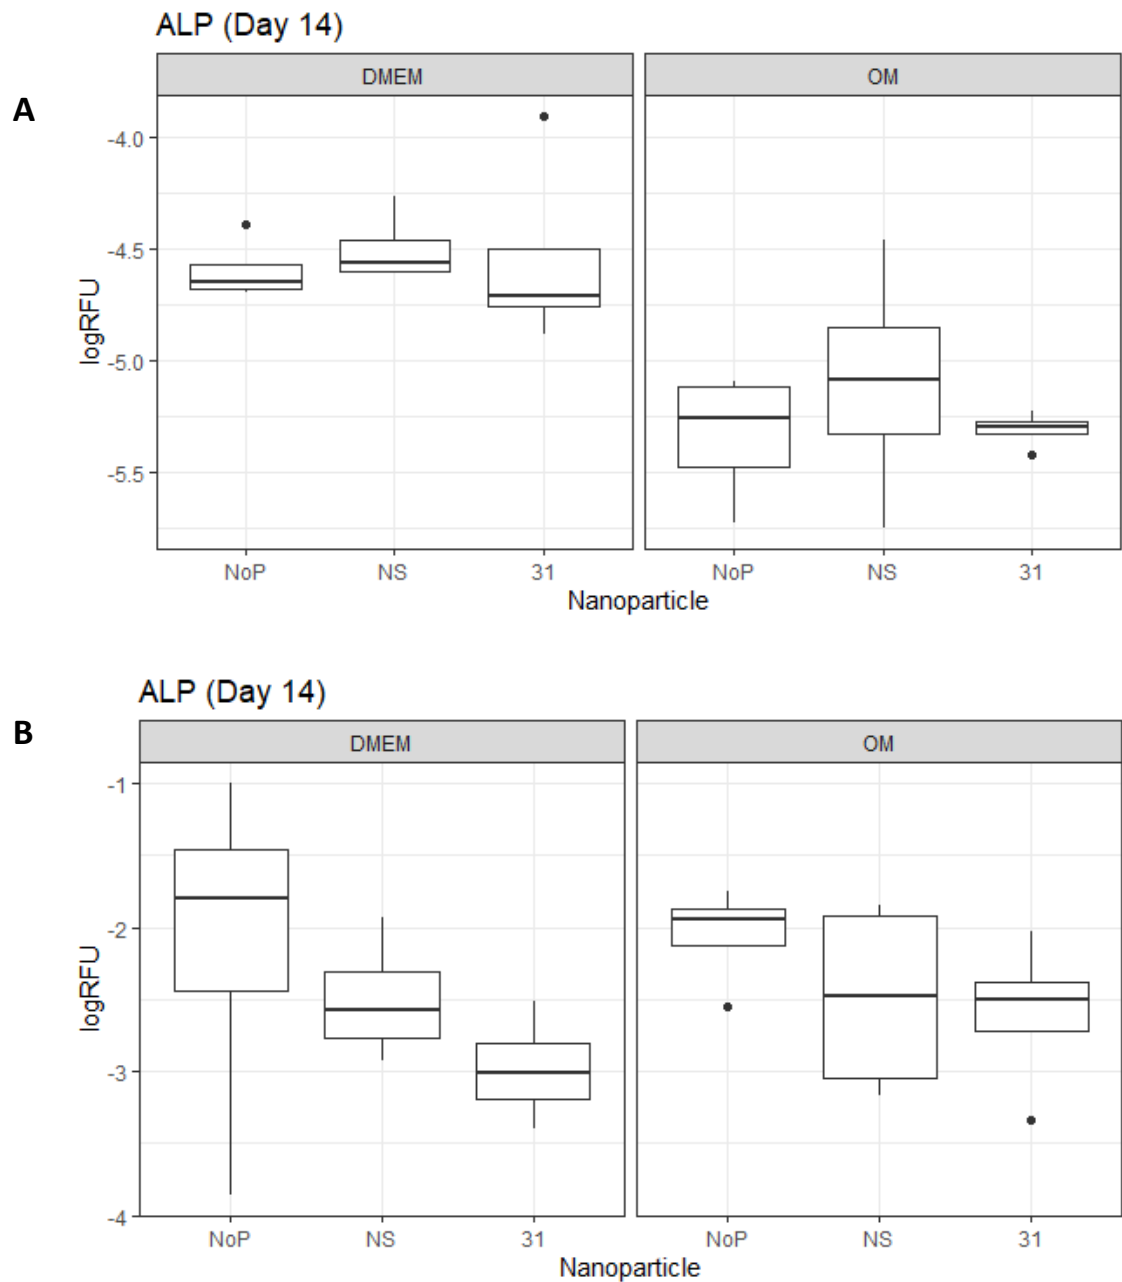 ALP (Day 14)
A
DMEM OM
-4.0
-4.5
-5.0
-5.5
logRFU
NoP NS 31 NoP NS 31
Nanoparticle
ALP (Day 14)
B
DMEM OM
-1
-2
-3
-4
logRFU
NoP NS 31 NoP NS 31
Nanoparticle